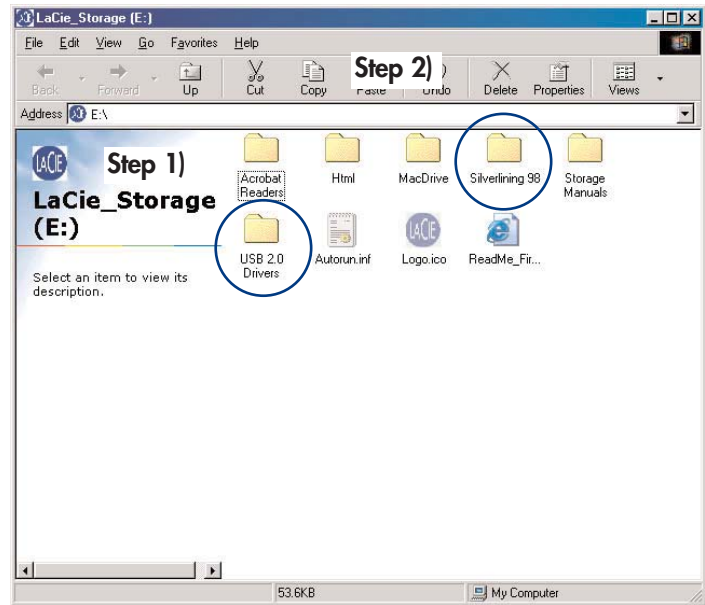 LaCie_Storage (E:)
File Edit View Go Favorites Help
Back Forward Up Cut Copy Paste Undo Delete Properties Views
Step 2)
Address E:\
LACIE
Step 1)
LaCie_Storage
(E:)
Select an item to view its
description.
Acrobat
Readers
Html
MacDrive
Silverlining 98
Storage
Manuals
USB 2.0
Drivers
Autorun.inf
LACIE
Logo.ico
ReadMe_Fir...
53.6KB
My Computer